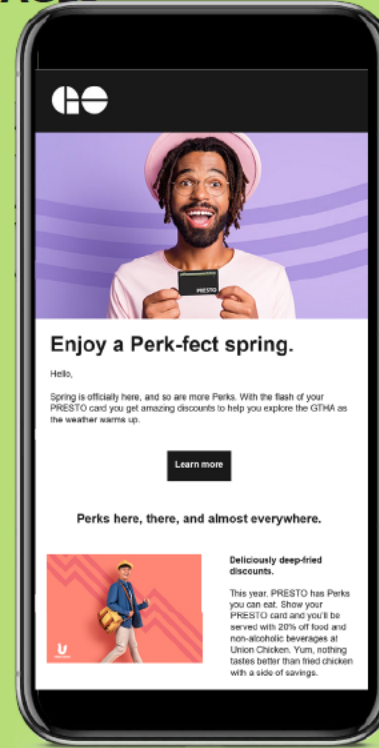 GO
PRESTO
Enjoy a Perk-fect spring.
Hello,
Spring is officially here, and so are more Perks. With the flash of your
PRESTO card you get amazing discounts to help you explore the GTHA as
the weather warms up.
Learn more
Perks here, there, and almost everywhere.
Deliciously deep-fried
discounts.
This year, PRESTO has Perks
you can eat. Show your
PRESTO card and you'll be
served with 20% off food and
non-alcoholic beverages at
Union Chicken. Yum, nothing
tastes better than fried chicken
with a side of savings.